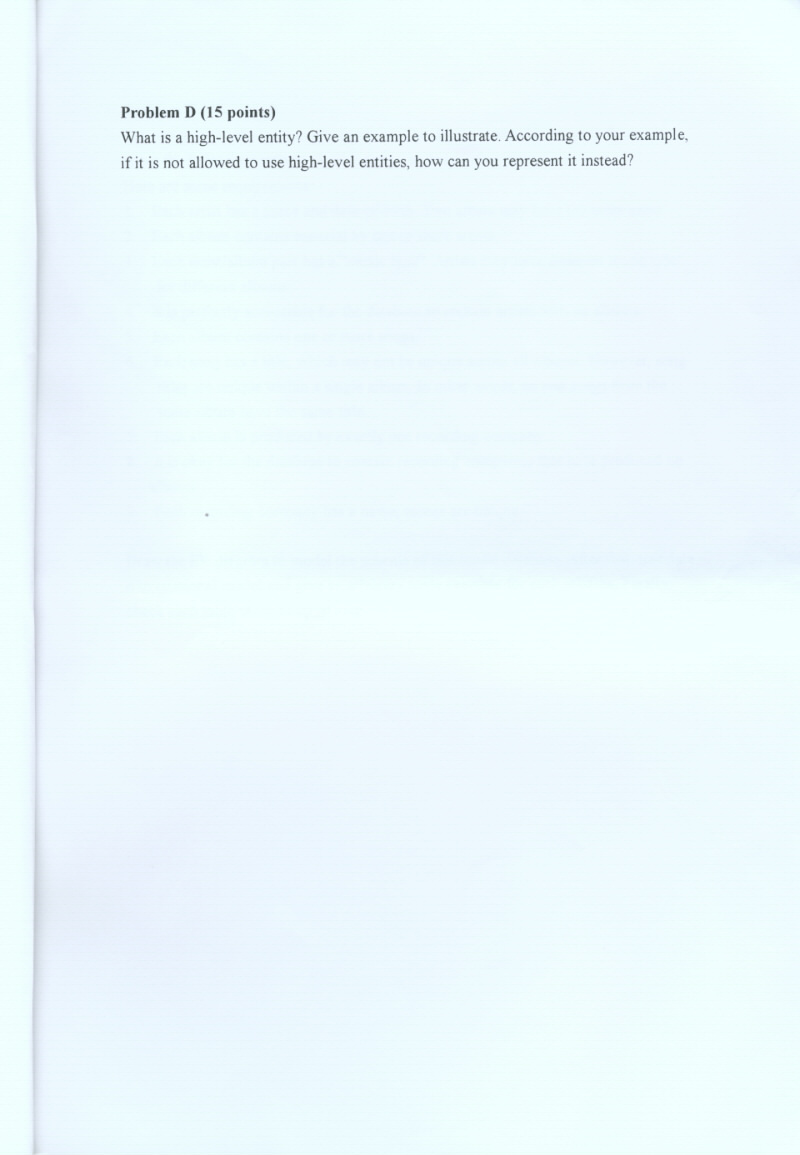 Problem D (15 points)
What is a high-level entity? Give an example to illustrate. According to your example,
if it is not allowed to use high-level entities, how can you represent it instead?